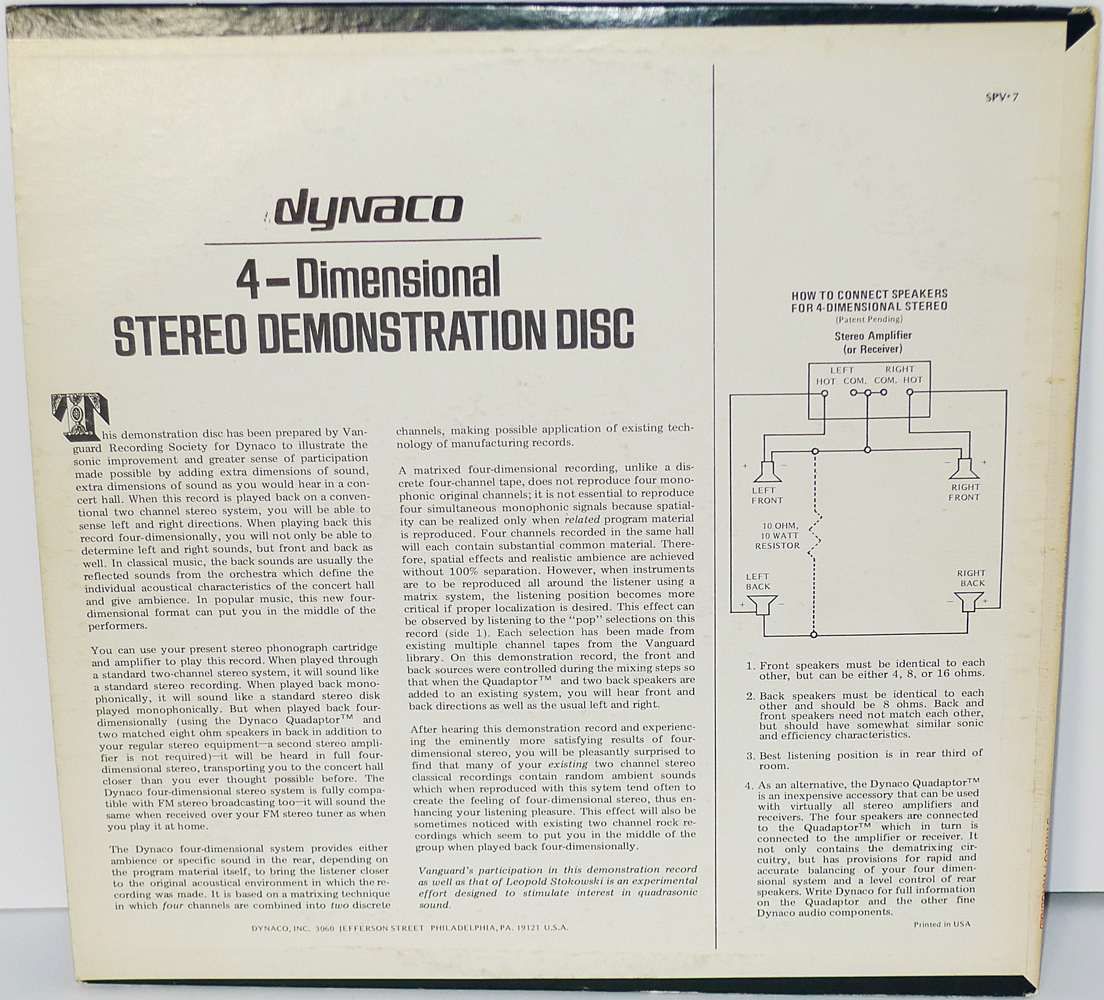 SPV-7
dynaco
4-Dimensional
STEREO DEMONSTRATION DISC
This demonstration disc has been prepared by Van-
guard Recording Society for Dynaco to illustrate the
sonic improvement and greater sense of participation
made possible by adding extra dimensions of sound,
extra dimensions of sound as you would hear in a con-
cert hall. When this record is played back on a conven-
tional two channel stereo system, you will be able to
sense left and right directions. When playing back this
record four-dimensionally, you will not only be able to
determine left and right sounds, but front and back as
well. In classical music, the back sounds are usually the
reflected sounds from the orchestra which define the
individual acoustical characteristics of the concert hall
and give ambience. In popular music, this new four-
dimensional format can put you in the middle of the
performers.
You can use your present stereo phonograph cartridge
and amplifier to play this record. When played through
a standard two-channel stereo system, it will sound like
a standard stereo recording. When played back mono-
phonically, it will sound like a standard stereo disk
played monophonically. But when played back four-
dimensionally (using the Dynaco Quadaptor™ and
two matched eight ohm speakers in back in addition to
your regular stereo equipment—a second stereo ampli-
fier is not required)—it will be heard in full four
dimensional stereo, transporting you to the concert hall
closer than you ever thought possible before. The
Dynaco four-dimensional stereo system is fully compa-
tible with FM stereo broadcasting too—it will sound the
same when received over your FM stereo tuner as when
you play it at home.
The Dynaco four-dimensional system provides either
ambience or specific sound in the rear, depending on
the program material itself, to bring the listener closer
to the original acoustical environment in which the re-
cording was made. It is based on a matrixing technique
in which four channels are combined into two discrete
channels, making possible application of existing tech-
nology of manufacturing records.
A matrixed four-dimensional recording, unlike a dis-
crete four-channel tape, does not reproduce four mono-
phonic original channels; it is not essential to reproduce
four simultaneous monophonic signals because spatial-
ity can be realized only when related program material
is reproduced. Four channels recorded in the same hall
will each contain substantial common material. There-
fore, spatial effects and realistic ambience are achieved
without 100% separation. However, when instruments
are to be reproduced all around the listener using a
matrix system, the listening position becomes more
critical if proper localization is desired. This effect can
be observed by listening to the "pop" selections on this
record (side 1). Each selection has been made from
existing multiple channel tapes from the Vanguard
library. On this demonstration record, the front and
back sources were controlled during the mixing steps so
that when the Quadaptor™ and two back speakers are
added to an existing system, you will hear front and
back directions as well as the usual left and right.
After hearing this demonstration record and experienc-
ing the eminently more satisfying results of four-
dimensional stereo, you will be pleasantly surprised to
find that many of your existing two channel stereo
classical recordings contain random ambient sounds
which when reproduced with this sytem tend often to
create the feeling of four-dimensional stereo, thus en-
hancing your listening pleasure. This effect will also be
sometimes noticed with existing two channel rock re-
cordings which seem to put you in the middle of the
group when played back four-dimensionally.
Vanguard's participation in this demonstration record
as well as that of Leopold Stokowski is an experimental
effort designed to stimulate interest in quadrasonic
sound.
DYNACO, INC. 3060 JEFFERSON STREET PHILADELPHIA, PA. 19121 U.S.A.
HOW TO CONNECT SPEAKERS
FOR 4-DIMENSIONAL STEREO
(Patent Pending)
Stereo Amplifier
(or Receiver)
LEFT RIGHT
HOT COM. COM. HOT
+ − − +
LEFT
FRONT
RIGHT
FRONT
10 OHM,
10 WATT
RESISTOR
LEFT
BACK
RIGHT
BACK
+ − − +
1. Front speakers must be identical to each
other, but can be either 4, 8, or 16 ohms.
2. Back speakers must be identical to each
other and should be 8 ohms. Back and
front speakers need not match each other,
but should have somewhat similar sonic
and efficiency characteristics.
3. Best listening position is in rear third of
room.
4. As an alternative, the Dynaco Quadaptor™
is an inexpensive accessory that can be used
with virtually all stereo amplifiers and
receivers. The four speakers are connected
to the Quadaptor™ which in turn is
connected to the amplifier or receiver. It
not only contains the dematrixing cir-
cuitry, but has provisions for rapid and
accurate balancing of your four dimen-
sional system and a level control of rear
speakers. Write Dynaco for full information
on the Quadaptor and the other fine
Dynaco audio components.
Printed in USA